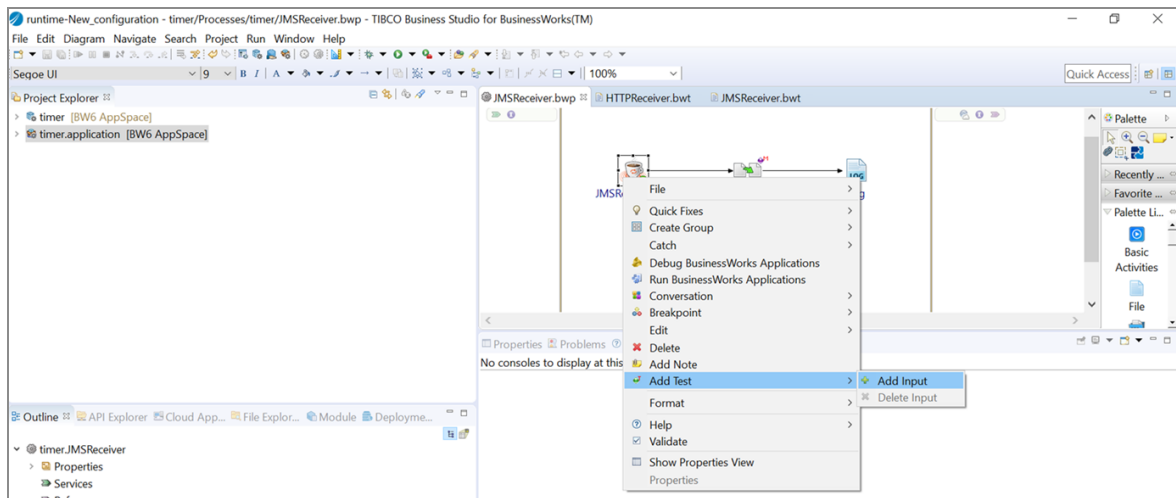 runtime-New_configuration - timer/Processes/timer/JMSReceiver.bwp - TIBCO Business Studio for BusinessWorks(TM)
File Edit Diagram Navigate Search Project Run Window Help
Segoe UI 9 B I A 100% Quick Access
Project Explorer
timer [BW6 AppSpace]
timer.application [BW6 AppSpace]
JMSReceiver.bwp HTTPReceiver.bwt JMSReceiver.bwt
JMSR
LOG
g
File
Quick Fixes
Create Group
Catch
Debug BusinessWorks Applications
Run BusinessWorks Applications
Conversation
Breakpoint
Edit
Delete
Add Note
Add Test
Format
Help
Validate
Show Properties View
Properties
Add Input
Delete Input
Palette
Recently ...
Favorite ...
Palette Li...
Basic
Activities
File
Properties Problems
No consoles to display at this
Outline API Explorer Cloud App... File Explor... Module Deployme...
timer.JMSReceiver
Properties
Services